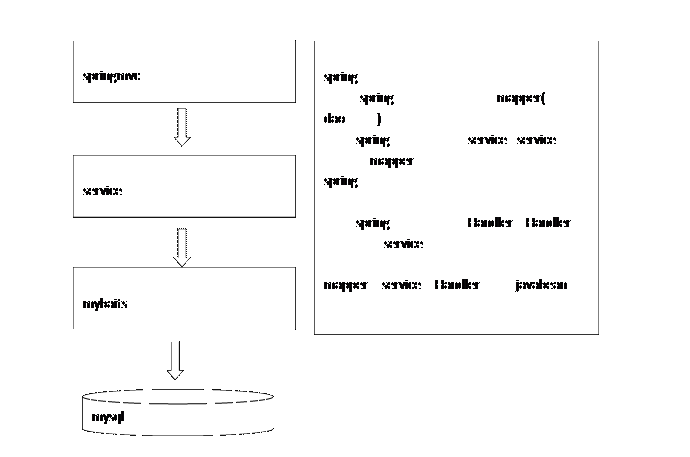 springmvc
service
mybaits
mysql
spring
spring mapper(
dao )
spring service service
mapper
spring
spring Handler Handler
service
mapper service Handler javabean